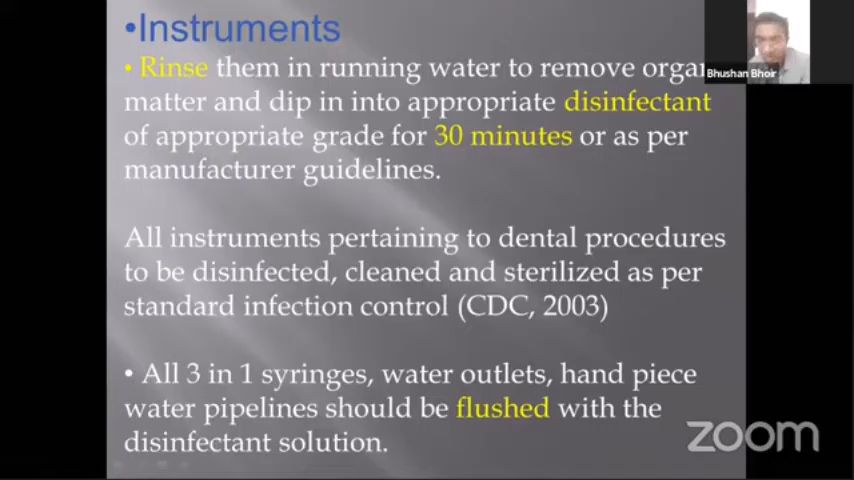 •Instruments
• Rinse them in running water to remove
matter and dip in into appropriate disinfectant
of appropriate grade for 30 minutes or as per
manufacturer guidelines.
All instruments pertaining to dental procedures
to be disinfected, cleaned and sterilized as per
standard infection control (CDC, 2003)
• All 3 in 1 syringes, water outlets, hand piece
water pipelines should be flushed with the
disinfectant solution.
Bhushan Bhoir
zoom